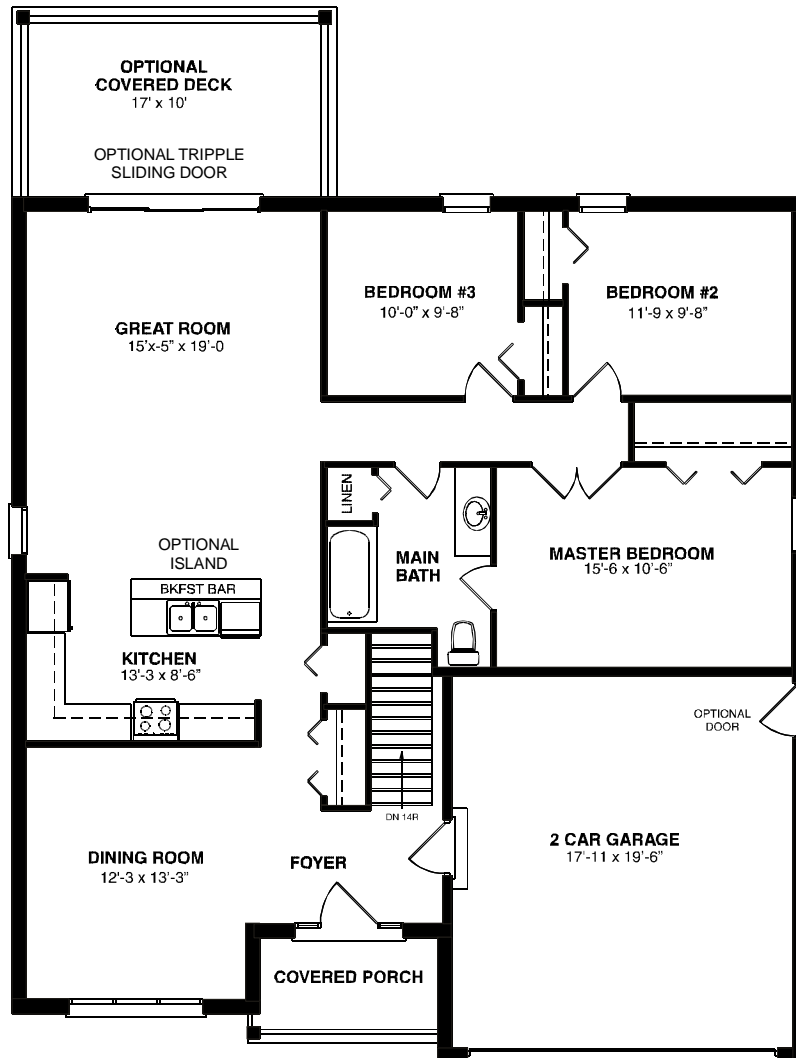 OPTIONAL
COVERED DECK
17' x 10'
OPTIONAL TRIPPLE
SLIDING DOOR
BEDROOM #3
10'-0" x 9'-8"
BEDROOM #2
11'-9 x 9'-8"
GREAT ROOM
15'x-5" x 19'-0
LINEN
OPTIONAL
ISLAND
BKFST BAR
MAIN
BATH
MASTER BEDROOM
15'-6 x 10'-6"
KITCHEN
13'-3 x 8'-6"
OPTIONAL
DOOR
DN 14R
2 CAR GARAGE
17'-11 x 19'-6"
DINING ROOM
12'-3 x 13'-3"
FOYER
COVERED PORCH